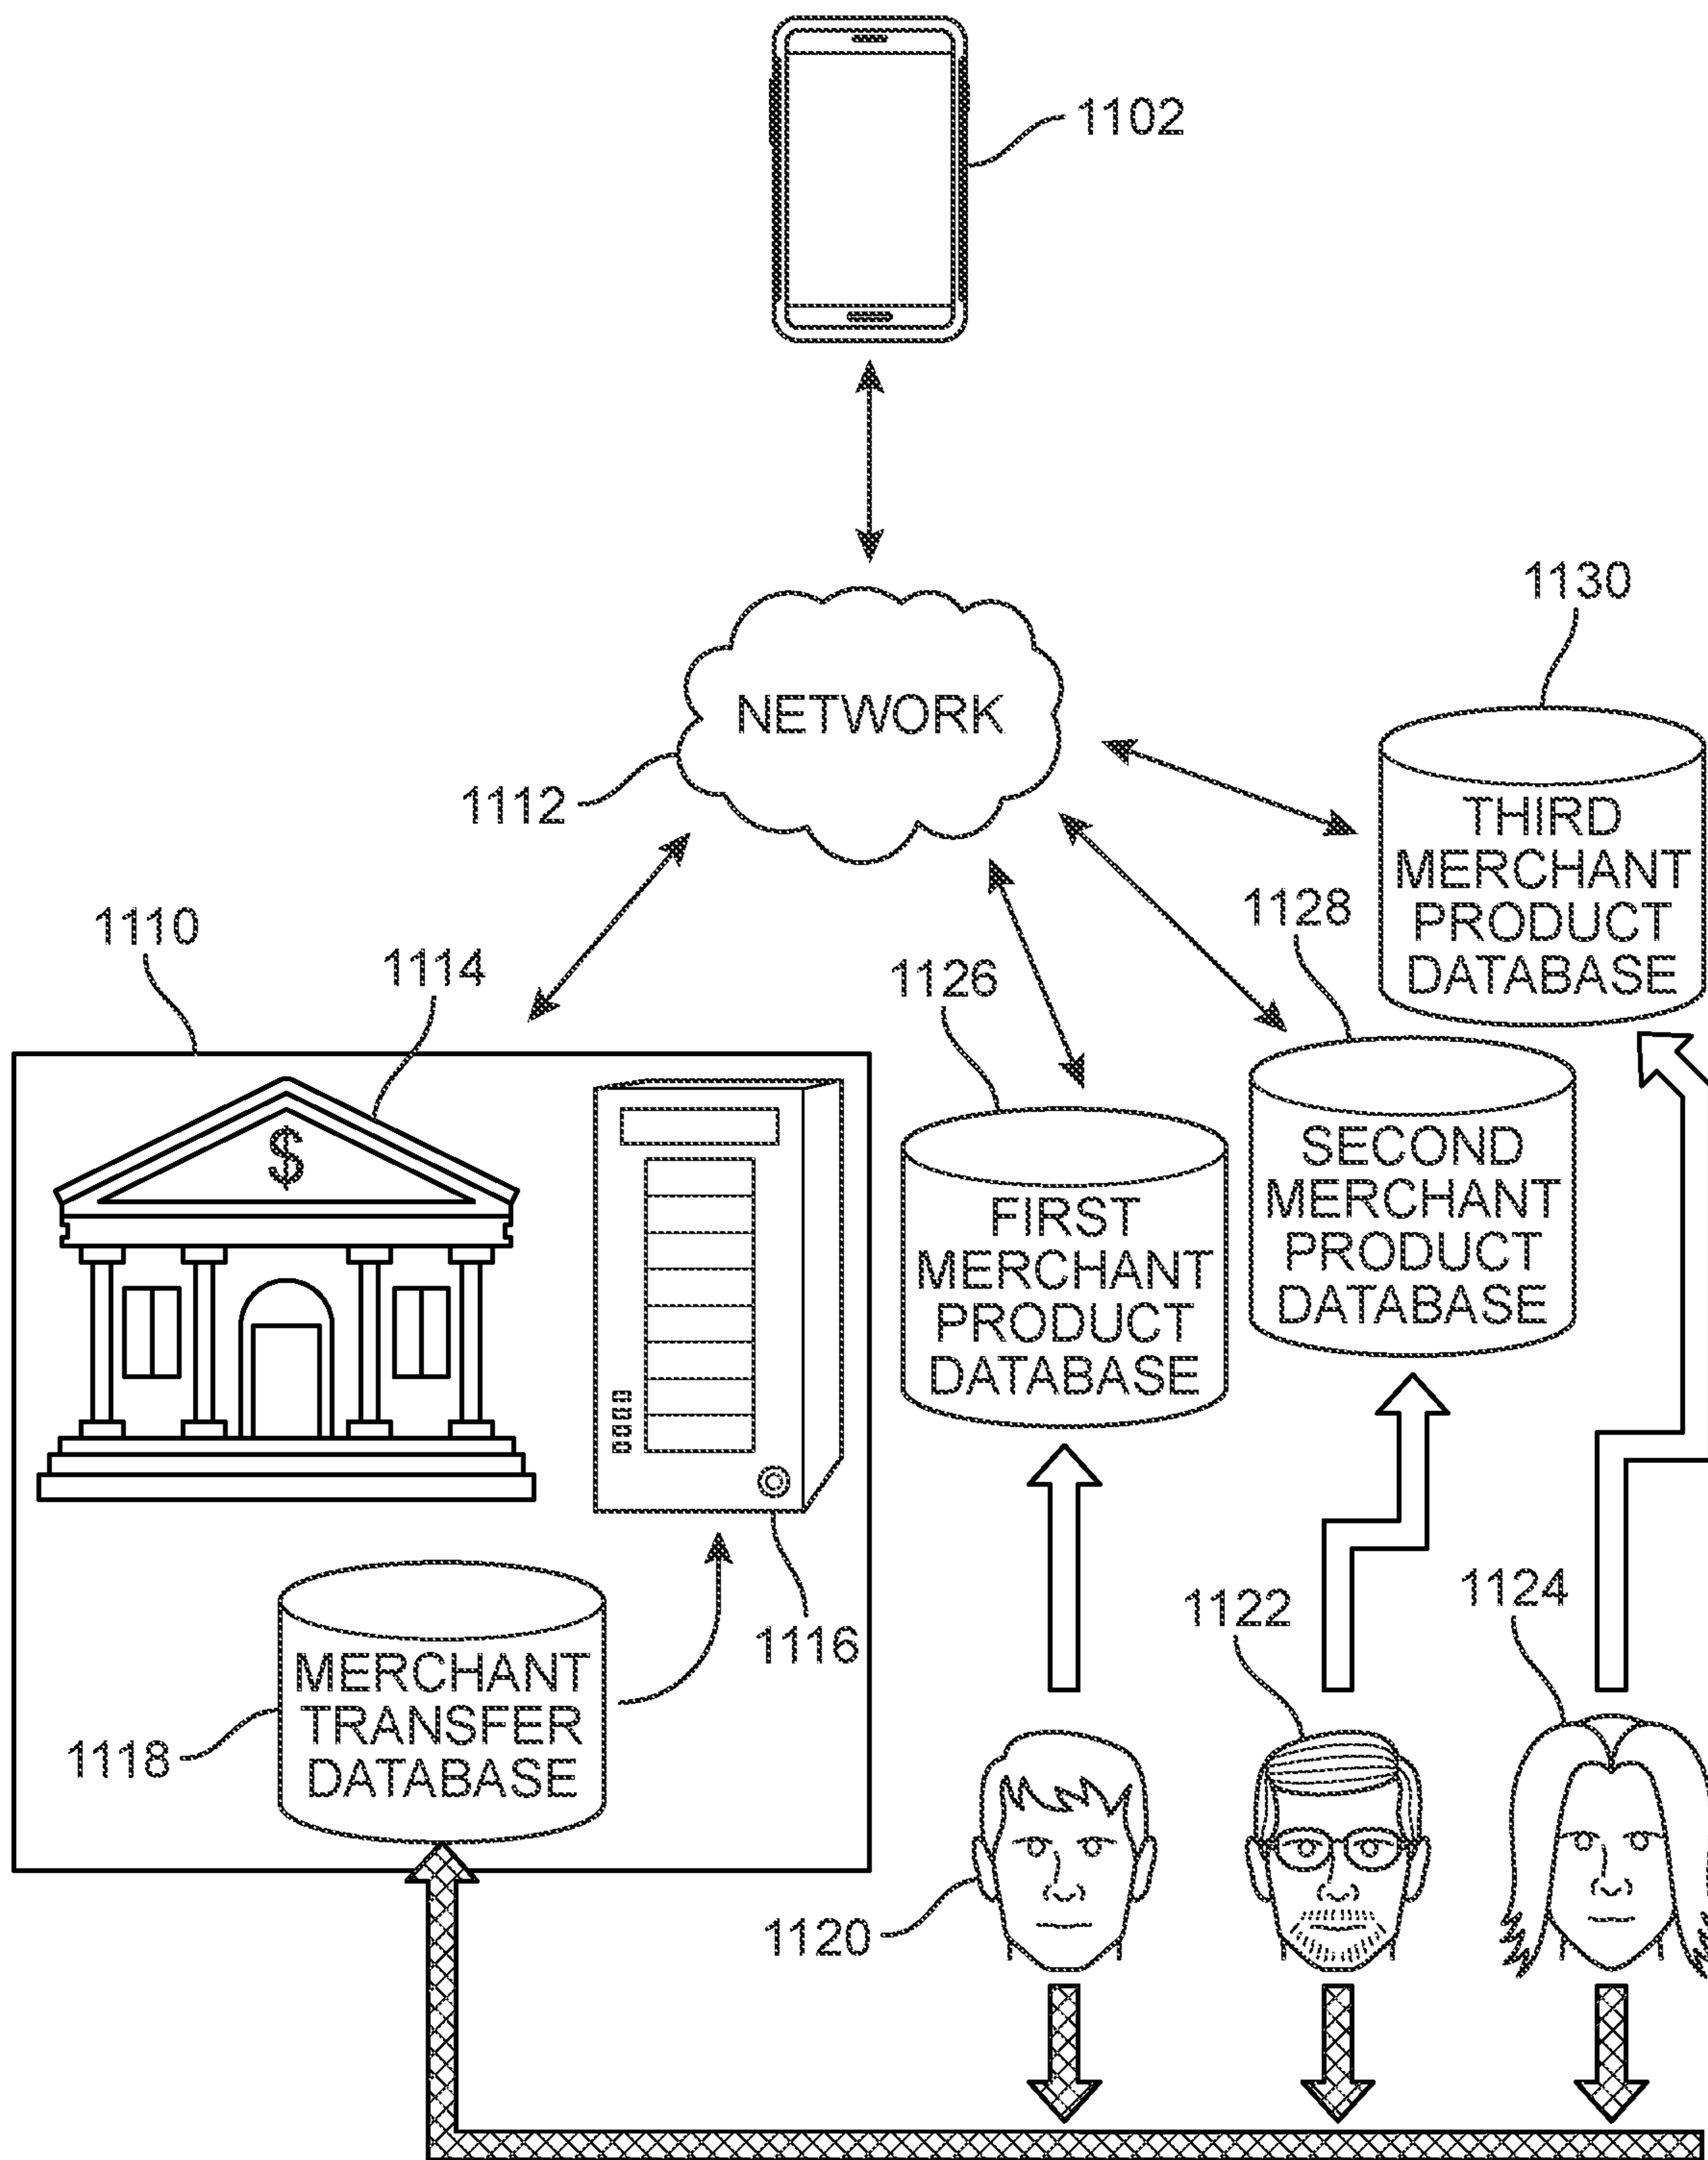 1102
1130
NETWORK
1112
THIRD
MERCHANT
PRODUCT
DATABASE
1128
1110
1114
1126
$
SECOND
MERCHANT
PRODUCT
DATABASE
FIRST
MERCHANT
PRODUCT
DATABASE
1116
1122
1124
MERCHANT
TRANSFER
DATABASE
1118
1120